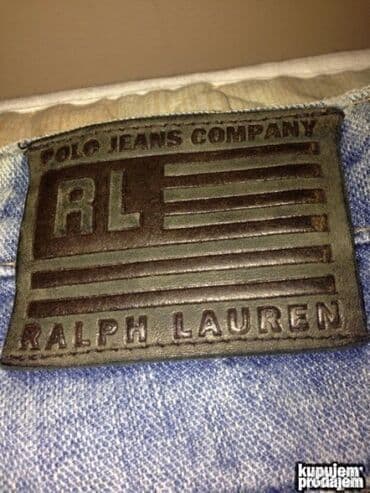 POLO JEANS COMPANY
RL
RALPH LAUREN
kupujem
prodajem